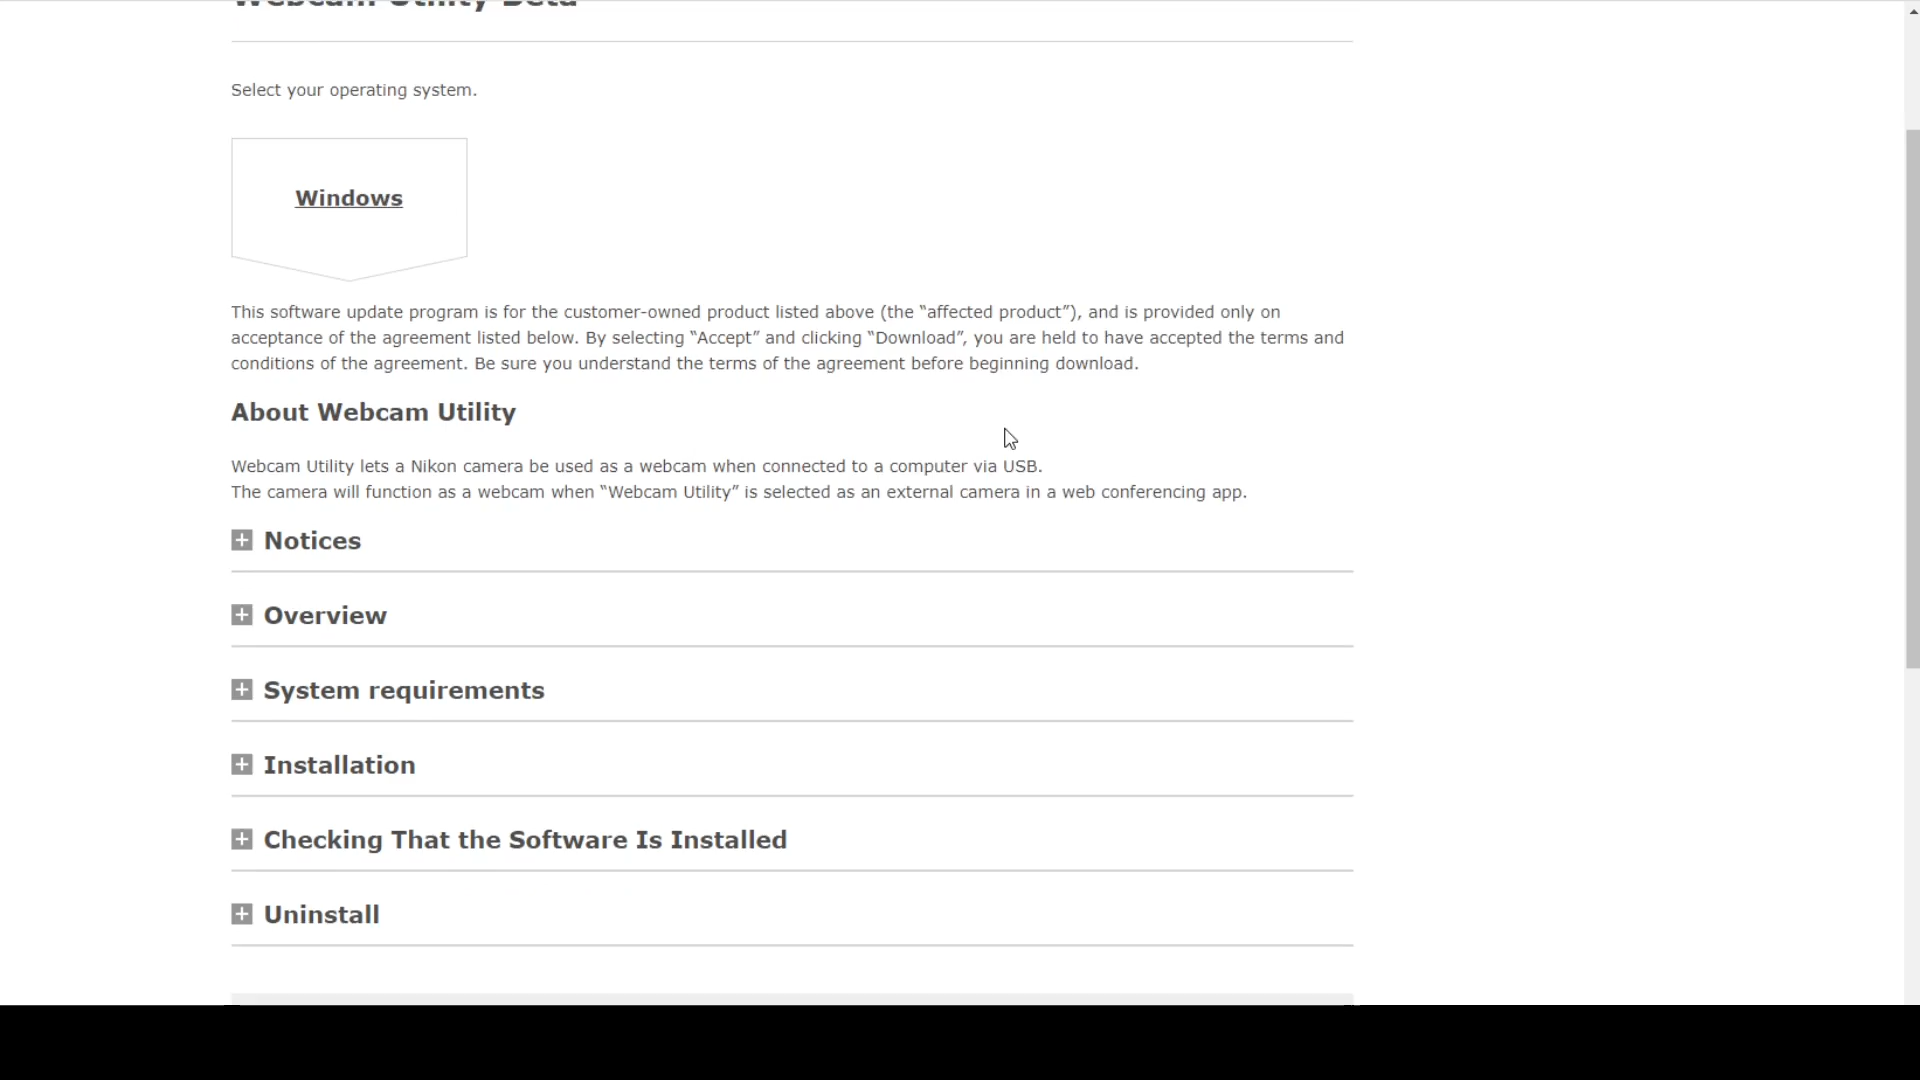 Webcam Utility Beta
Select your operating system.
Windows
This software update program is for the customer-owned product listed above (the “affected product”), and is provided only on
acceptance of the agreement listed below. By selecting “Accept” and clicking “Download”, you are held to have accepted the terms and
conditions of the agreement. Be sure you understand the terms of the agreement before beginning download.
About Webcam Utility
Webcam Utility lets a Nikon camera be used as a webcam when connected to a computer via USB.
The camera will function as a webcam when “Webcam Utility” is selected as an external camera in a web conferencing app.
Notices
Overview
System requirements
Installation
Checking That the Software Is Installed
Uninstall